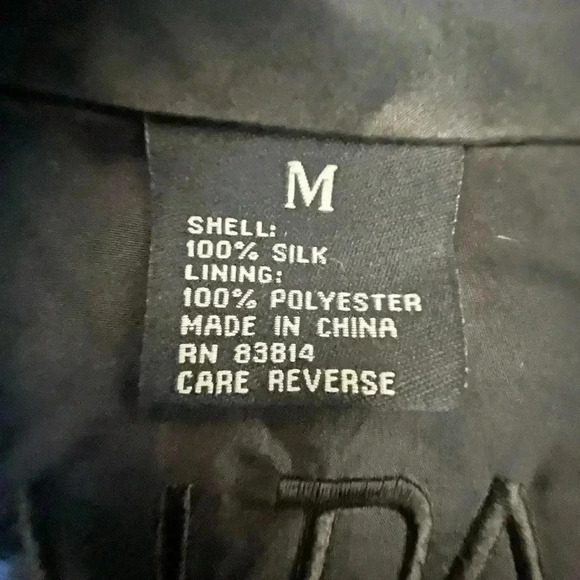 M
SHELL:
100% SILK
LINING:
100% POLYESTER
MADE IN CHINA
RN 83814
CARE REVERSE